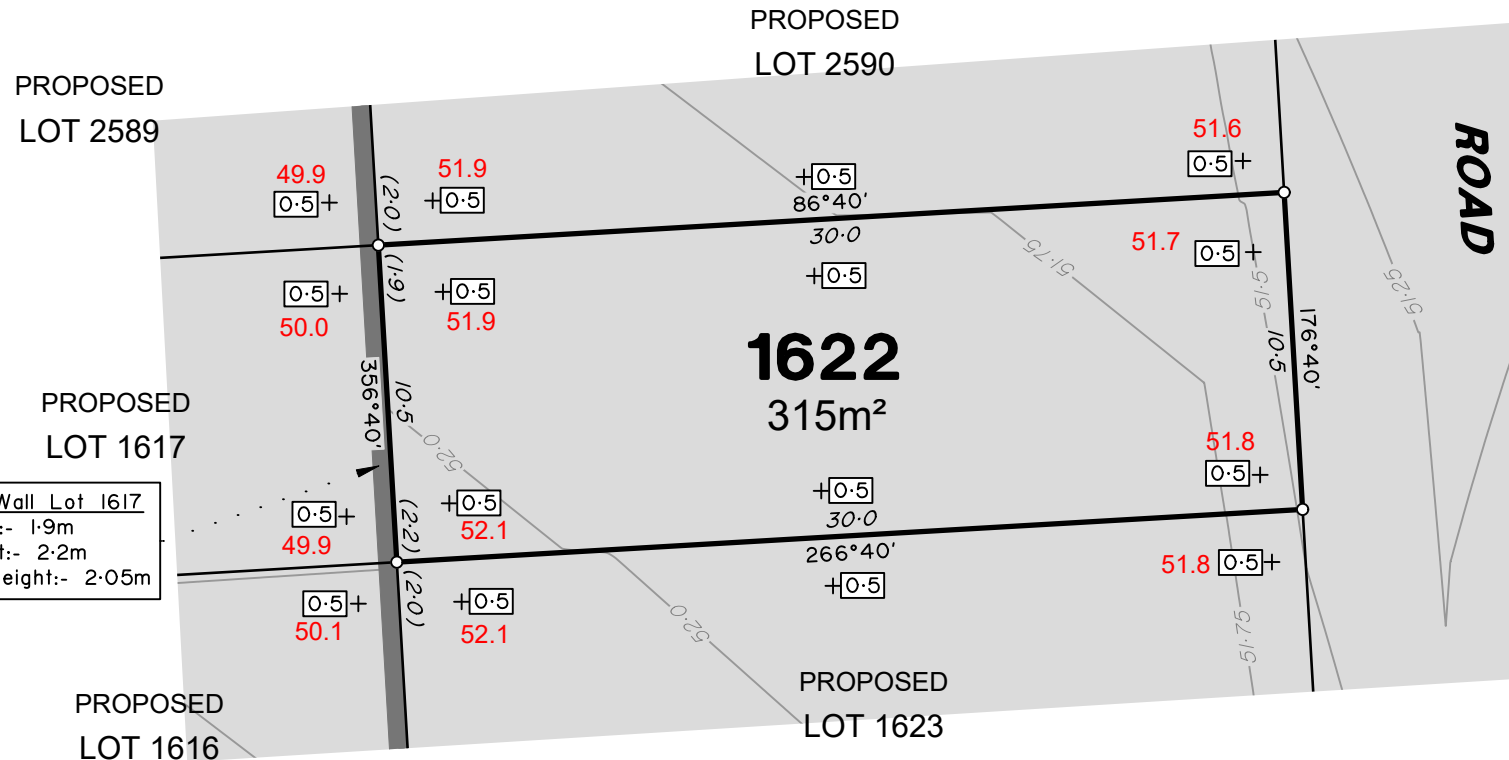 PROPOSED
LOT 2590
PROPOSED
LOT 2589
ROAD
49.9
0·5
(2·0)
51.9
0·5
0·5
86°40'
30·0
51.6
0·5
0·5
50.0
(1·9)
0·5
51.9
0·5
51·75
51.7
0·5
51·5
51·25
1622
315m²
356°40'
10·5
176°40'
10·5
PROPOSED
LOT 1617
52·0
51.8
0·5
Wall Lot 1617
:- 1·9m
t:- 2·2m
eight:- 2·05m
0·5
49.9
(2·2)
0·5
52.1
0·5
30·0
266°40'
51.8
0·5
0·5
50.1
(2·0)
0·5
52.1
0·5
52·0
51·75
PROPOSED
LOT 1616
PROPOSED
LOT 1623